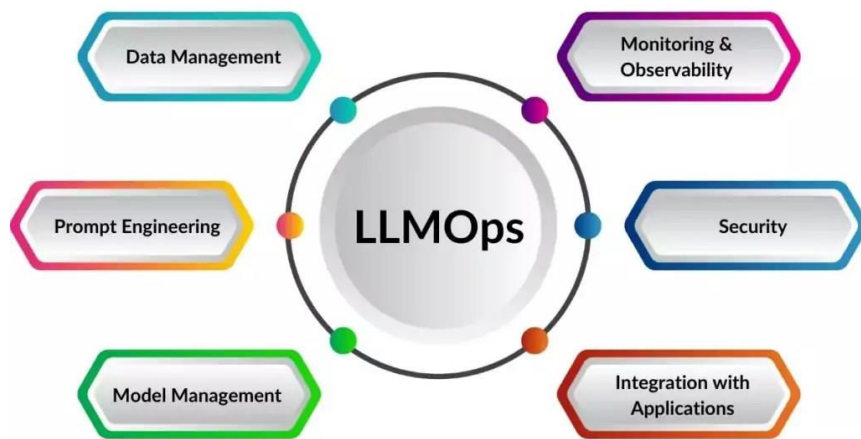 Data Management
Monitoring &
Observability
Prompt Engineering
LLMOps
Security
Model Management
Integration with
Applications